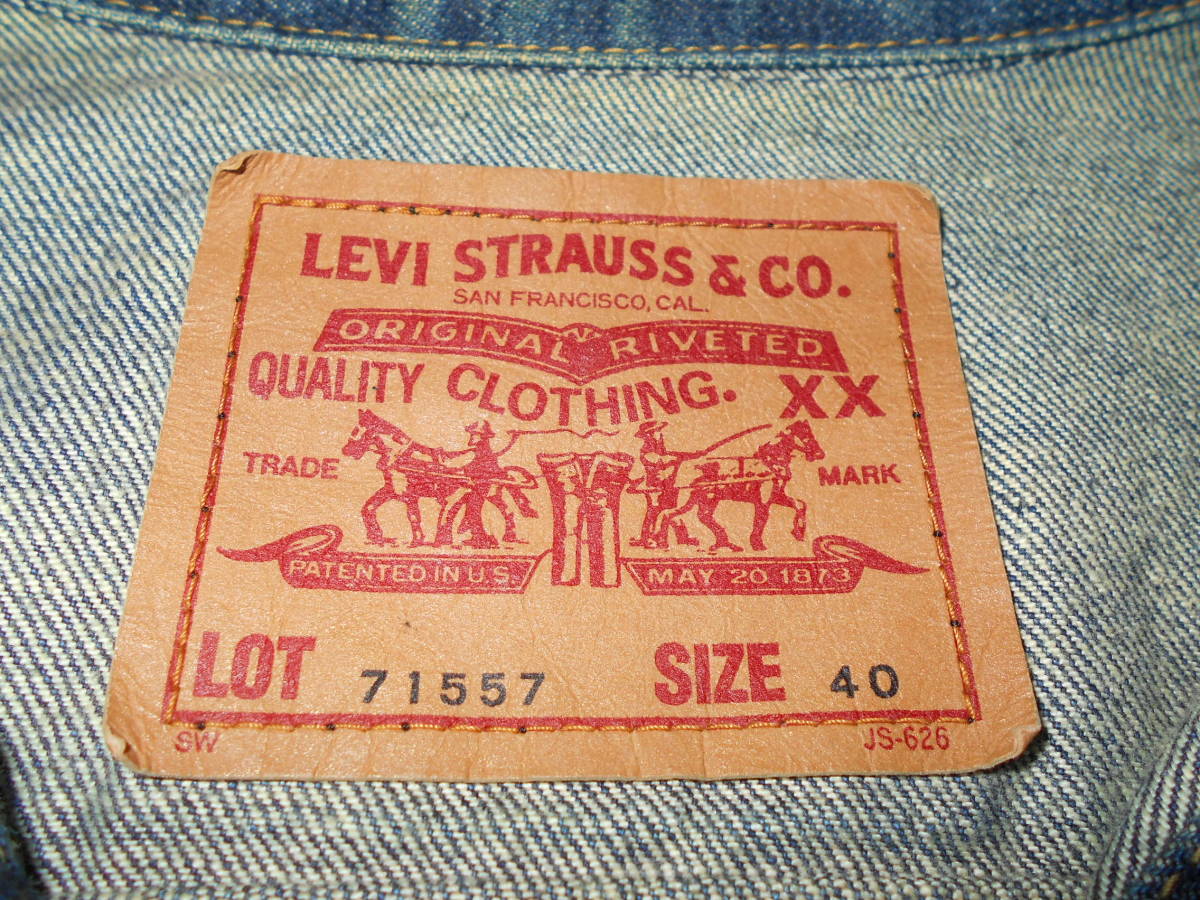 LEVI STRAUSS & CO.
SAN FRANCISCO, CAL.
ORIGINAL RIVETED
QUALITY CLOTHING. XX
TRADE MARK
PATENTED IN U.S. MAY 20 1873
LOT 71557 SIZE 40
SW JS-626